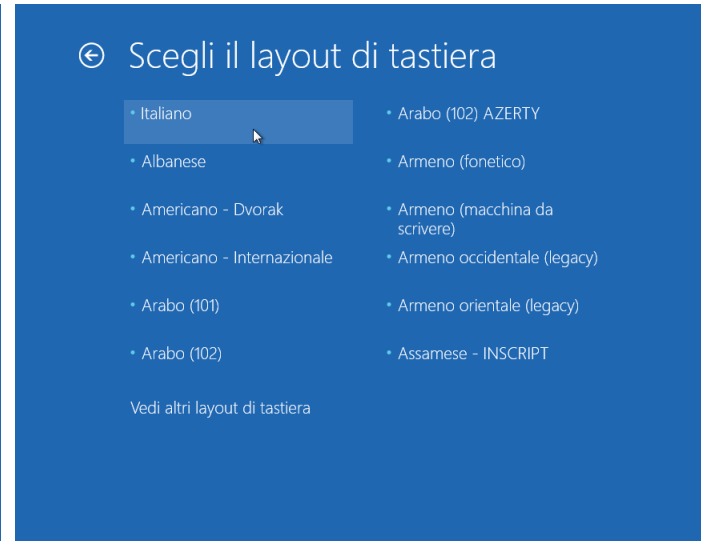 Scegli il layout di tastiera
Italiano
Albanese
Americano - Dvorak
Americano - Internazionale
Arabo (101)
Arabo (102)
Arabo (102) AZERTY
Armeno (fonetico)
Armeno (macchina da
scrivere)
Armeno occidentale (legacy)
Armeno orientale (legacy)
Assamese - INSCRIPT
Vedi altri layout di tastiera